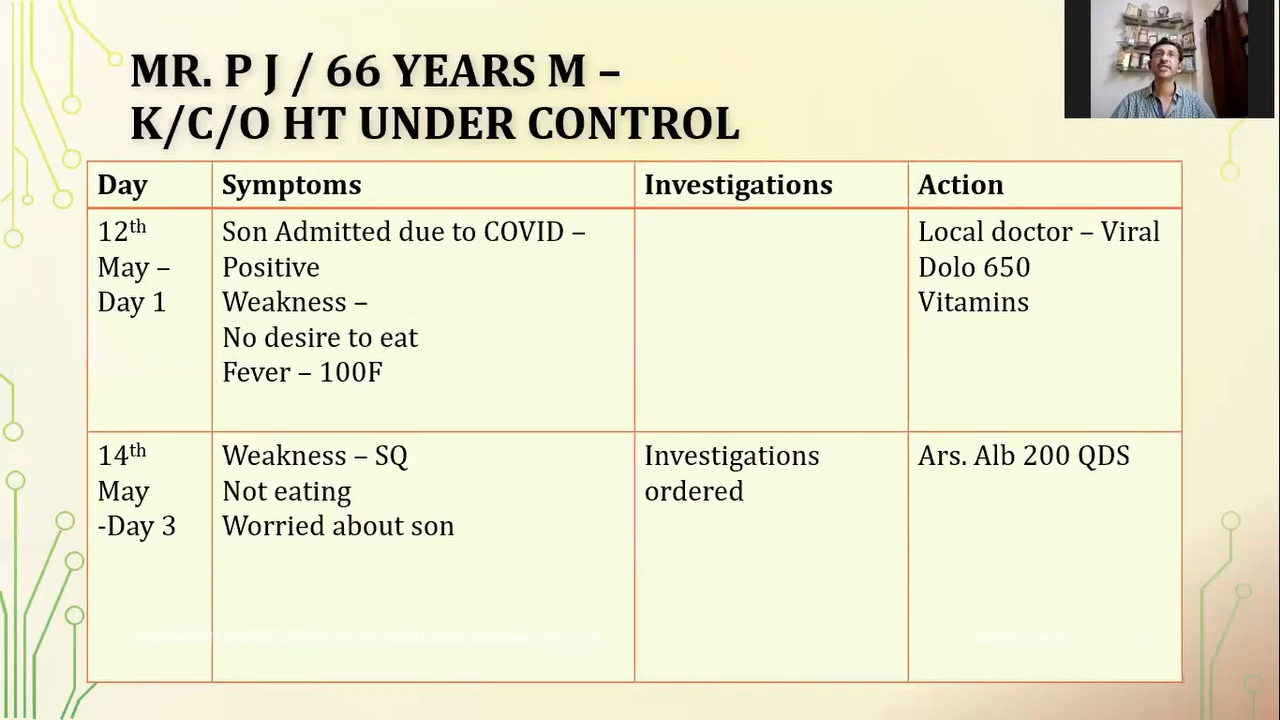 MR. P J / 66 YEARS M –
K/C/O HT UNDER CONTROL
Day
Symptoms
Investigations
Action
12th
May –
Day 1
Son Admitted due to COVID –
Positive
Weakness –
No desire to eat
Fever – 100F
Local doctor – Viral
Dolo 650
Vitamins
14th
May
-Day 3
Weakness – SQ
Not eating
Worried about son
Investigations
ordered
Ars. Alb 200 QDS